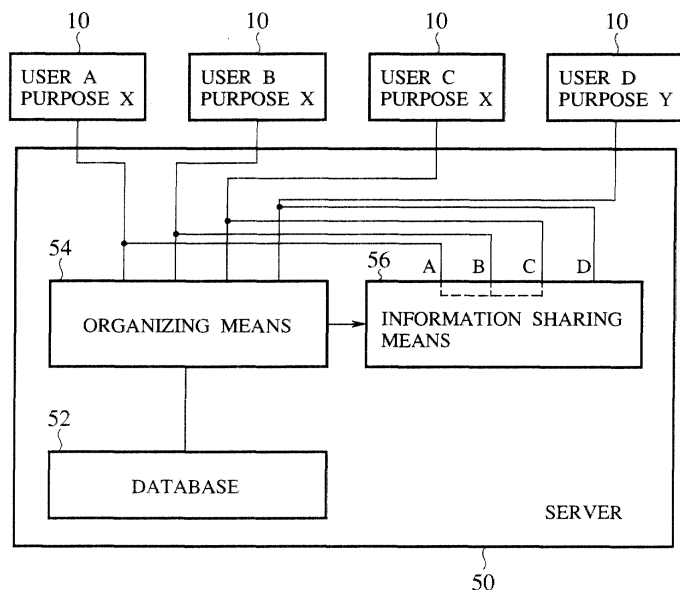 10 10 10 10
USER A
PURPOSE X
USER B
PURPOSE X
USER C
PURPOSE X
USER D
PURPOSE Y
54
56 A B C D
ORGANIZING MEANS
INFORMATION SHARING
MEANS
52
DATABASE
SERVER
50